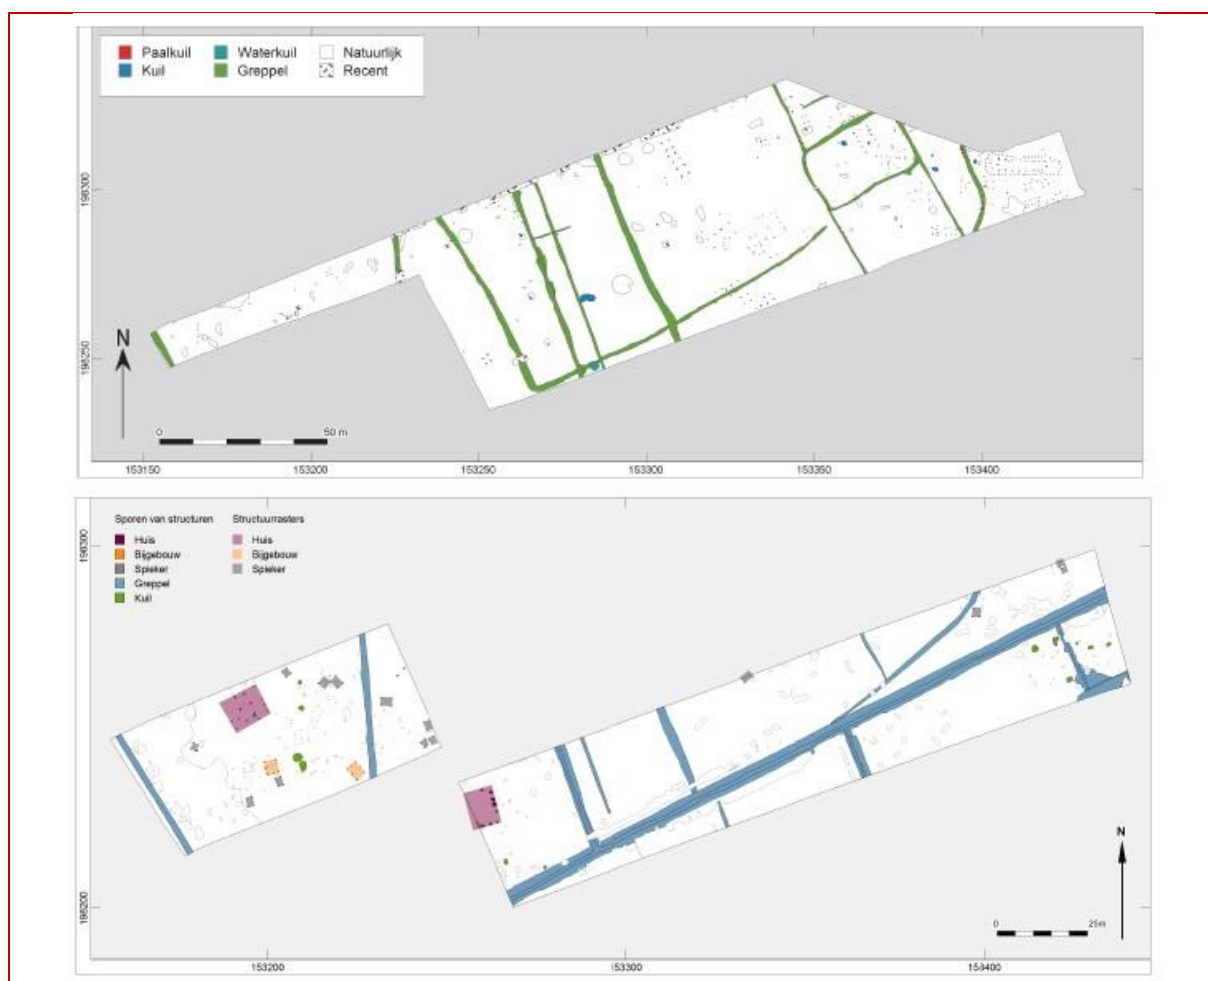 Paalkuil Waterkuil Natuurlijk
Kuil Greppel Recent
198300
198250
N
0 50 m
153150 153200 153250 153300 153350 153400
Sporen van structuren Structuurrasters
Huis Huis
Bijgebouw Bijgebouw
Spieker Spieker
Greppel
Kuil
198300
198200
N
0 25m
153200 153300 153400